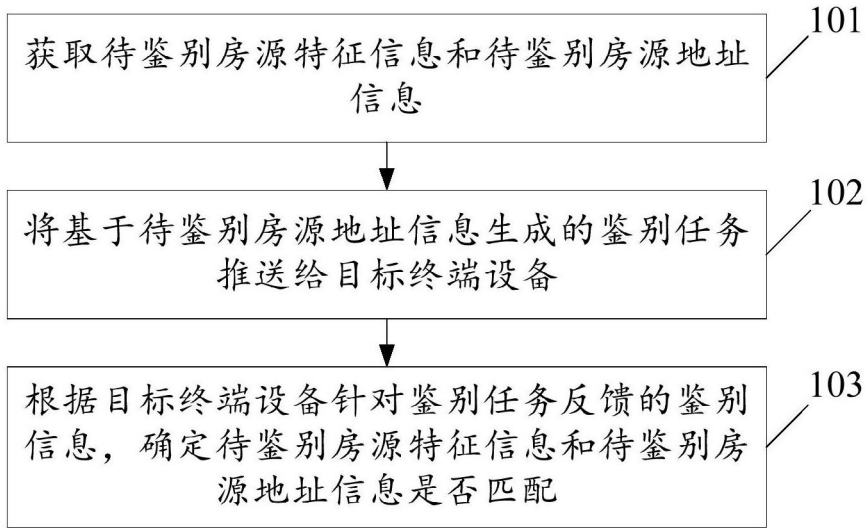 获取待鉴别房源特征信息和待鉴别房源地址
信息
101
将基于待鉴别房源地址信息生成的鉴别任务
推送给目标终端设备
102
根据目标终端设备针对鉴别任务反馈的鉴别
信息，确定待鉴别房源特征信息和待鉴别房
源地址信息是否匹配
103